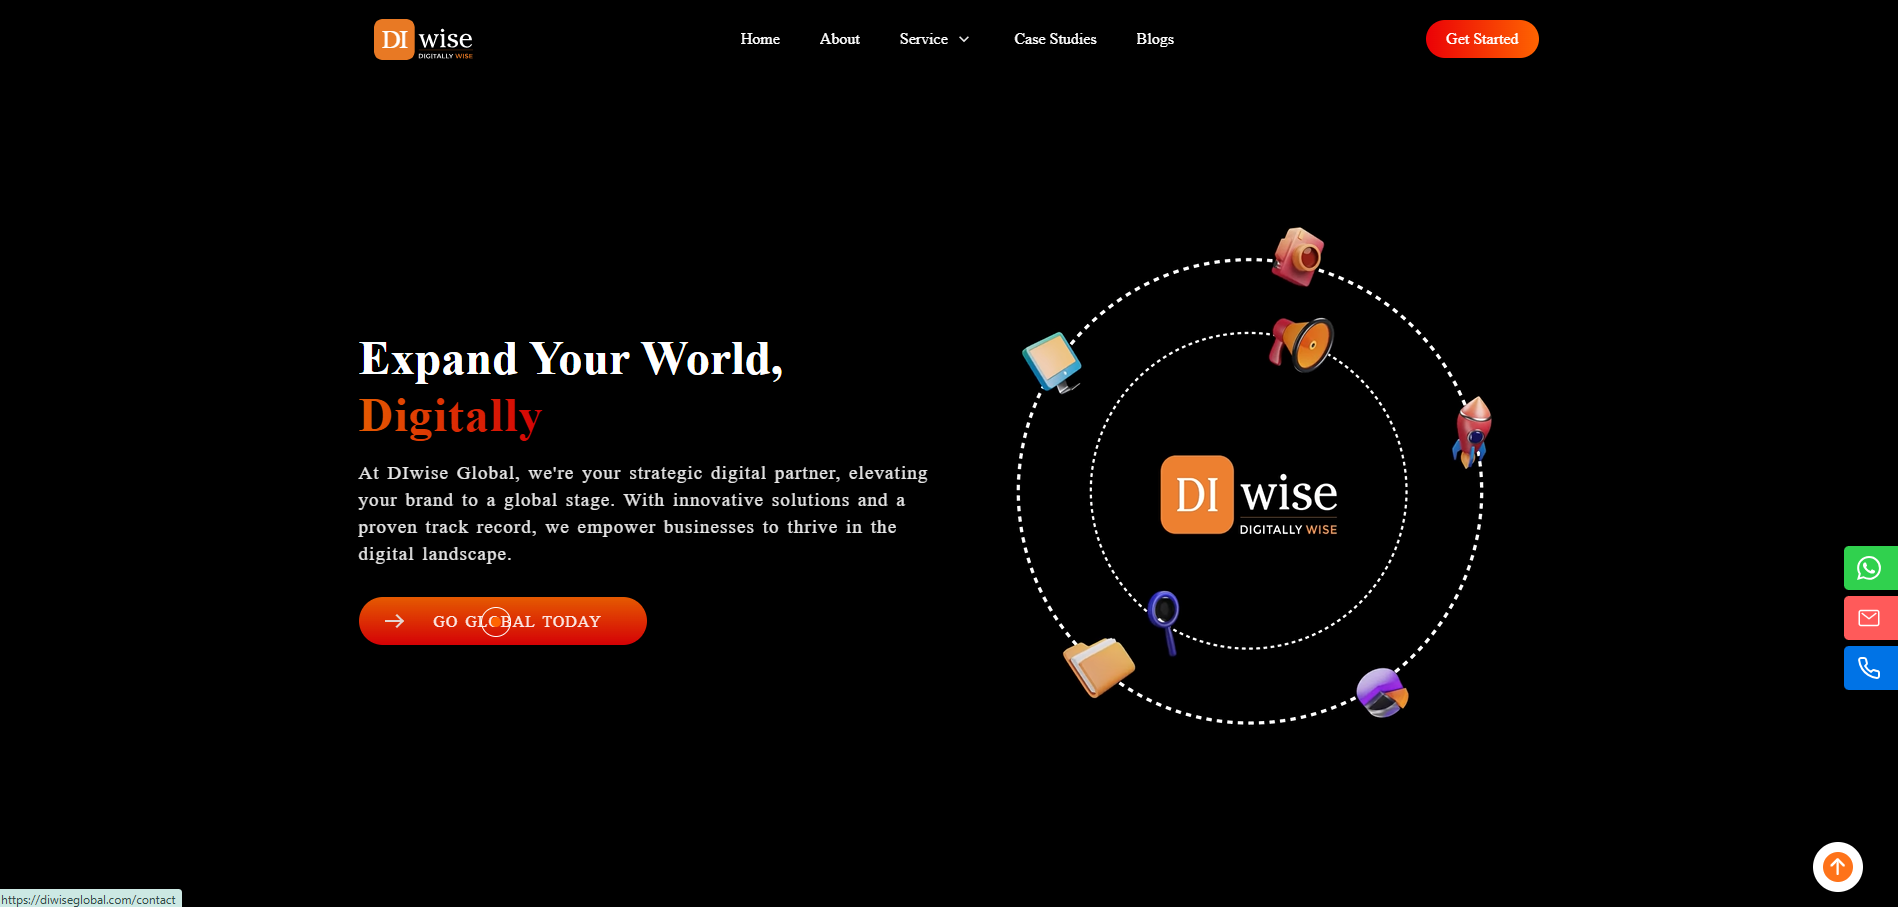 DI wise
DIGITALLY WISE
Home
About
Service
Case Studies
Blogs
Get Started
Expand Your World,
Digitally
At DIwise Global, we're your strategic digital partner, elevating
your brand to a global stage. With innovative solutions and a
proven track record, we empower businesses to thrive in the
digital landscape.
GO GLOBAL TODAY
DI wise
DIGITALLY WISE
https://diwiseglobal.com/contact